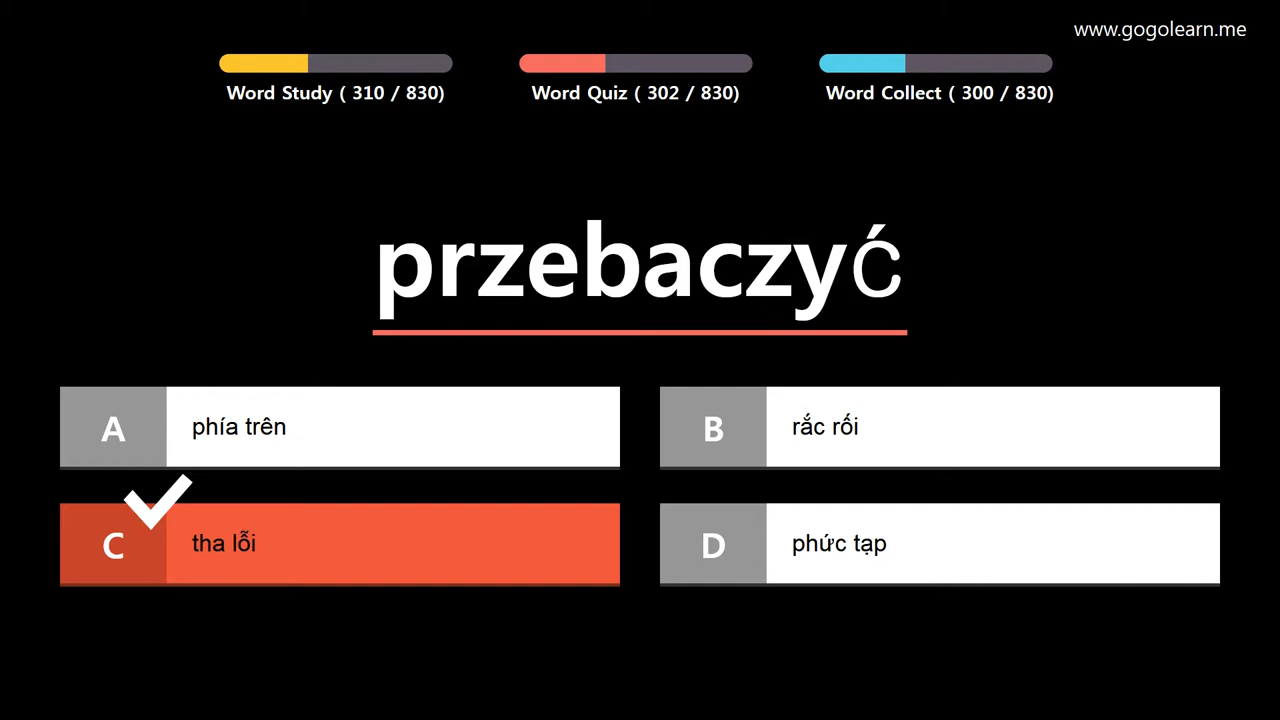 www.gogolearn.me
Word Study ( 310 / 830)
Word Quiz ( 302 / 830)
Word Collect ( 300 / 830)
przebaczyć
A
phía trên
B
rắc rối
C
tha lỗi
D
phức tạp